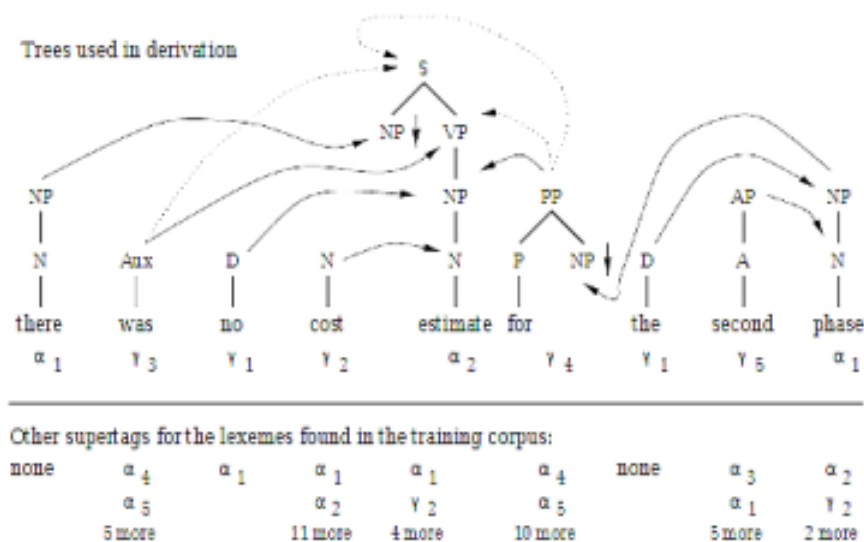 Trees used in derivation
S
NP VP
NP NP PP AP NP
N Aux D N N P NP D A N
there was no cost estimate for the second phase
α 1 γ 3 γ 1 γ 2 α 2 γ 4 γ 1 γ 5 α 1
Other supertags for the lexemes found in the training corpus:
none α 4 α 1 α 1 α 1 α 4 none α 3 α 2
α 5 α 2 γ 2 α 5 α 1 γ 2
5 more 11 more 4 more 10 more 5 more 2 more